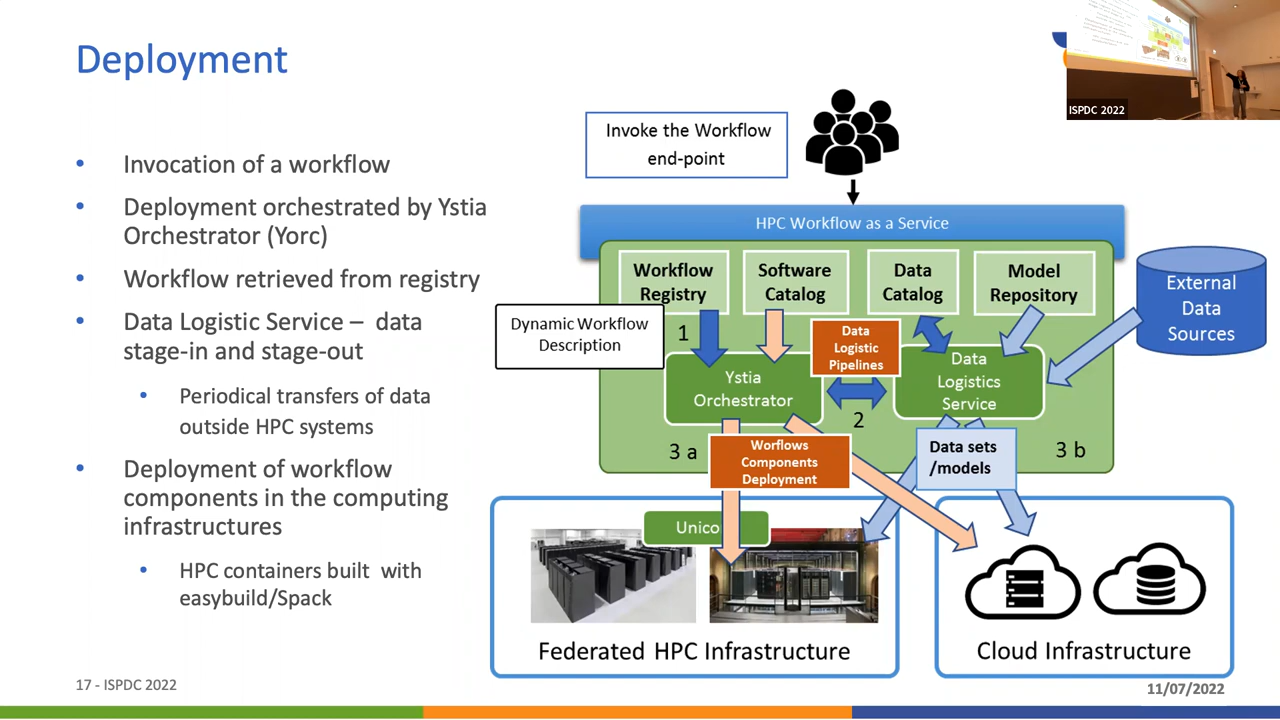 Deployment
ISPDC 2022
• Invocation of a workflow
• Deployment orchestrated by Ystia
Orchestrator (Yorc)
• Workflow retrieved from registry
• Data Logistic Service – data
stage-in and stage-out
• Periodical transfers of data
outside HPC systems
• Deployment of workflow
components in the computing
infrastructures
• HPC containers built with
easybuild/Spack
Invoke the Workflow
end-point
HPC Workflow as a Service
Workflow
Registry
Software
Catalog
Data
Catalog
Model
Repository
External
Data
Sources
Dynamic Workflow
Description
1
Data
Logistic
Pipelines
Ystia
Orchestrator
Data
Logistics
Service
2
3 a
Worflows
Components
Deployment
Data sets
/models
3 b
Unico
Federated HPC Infrastructure
Cloud Infrastructure
17 - ISPDC 2022
11/07/2022